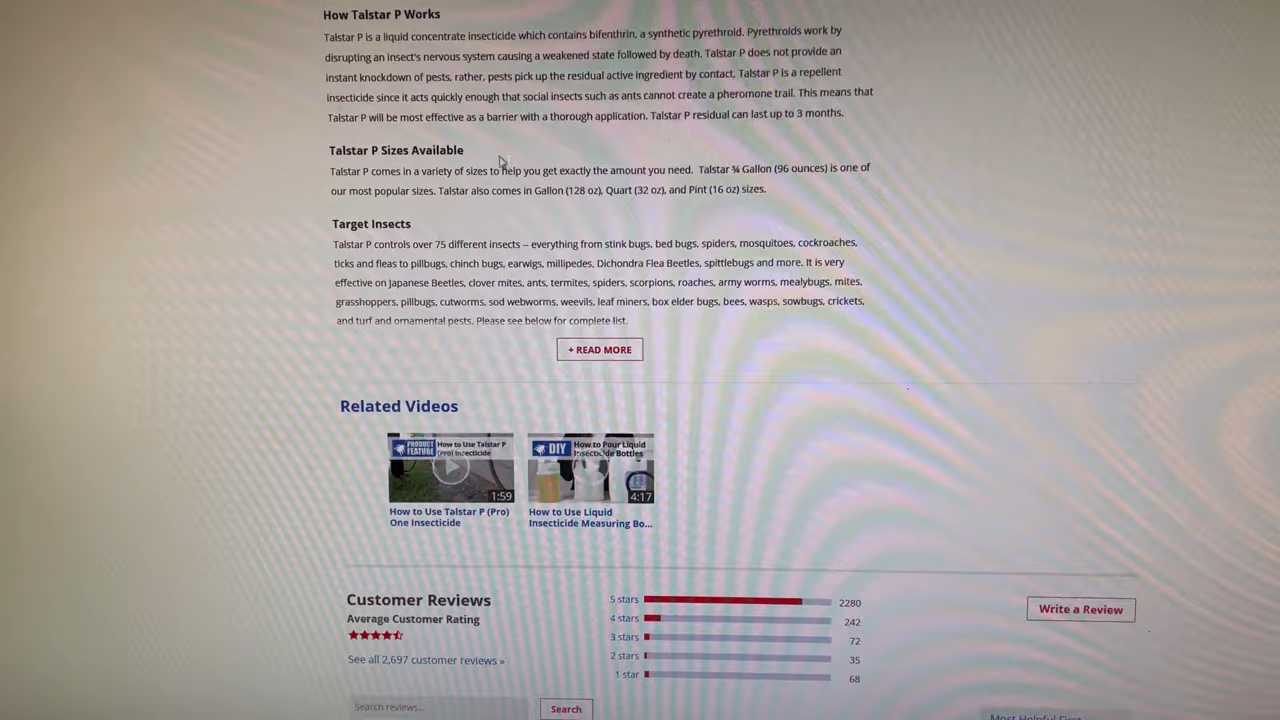 How Talstar P Works
Talstar P is a liquid concentrate insecticide which contains bifenthrin, a synthetic pyrethroid. Pyrethroids work by
disrupting an insect's nervous system causing a weakened state followed by death. Talstar P does not provide an
instant knockdown of pests, rather, pests pick up the residual active ingredient by contact. Talstar P is a repellent
insecticide since it acts quickly enough that social insects such as ants cannot create a pheromone trail. This means that
Talstar P will be most effective as a barrier with a thorough application. Talstar P residual can last up to 3 months.
Talstar P Sizes Available
Talstar P comes in a variety of sizes to help you get exactly the amount you need. Talstar ¾ Gallon (96 ounces) is one of
our most popular sizes. Talstar also comes in Gallon (128 oz), Quart (32 oz), and Pint (16 oz) sizes.
Target Insects
Talstar P controls over 75 different insects – everything from stink bugs, bed bugs, spiders, mosquitoes, cockroaches,
ticks and fleas to pillbugs, chinch bugs, earwigs, millipedes, Dichondra Flea Beetles, spittlebugs and more. It is very
effective on Japanese Beetles, clover mites, ants, termites, spiders, scorpions, roaches, army worms, mealybugs, mites,
grasshoppers, pillbugs, cutworms, sod webworms, weevils, leaf miners, box elder bugs, bees, wasps, sowbugs, crickets,
and turf and ornamental pests. Please see below for complete list.
+ READ MORE
Related Videos
PRODUCT FEATURE How to Use Talstar P (Pro) Insecticide
1:59
DIY How to Pour Liquid Insecticide Bottles
4:17
How to Use Talstar P (Pro) One Insecticide
How to Use Liquid Insecticide Measuring Bo...
Customer Reviews
Average Customer Rating
See all 2,697 customer reviews »
5 stars 2280
4 stars 242
3 stars 72
2 stars 35
1 star 68
Write a Review
Search reviews...
Search
Most Helpful First